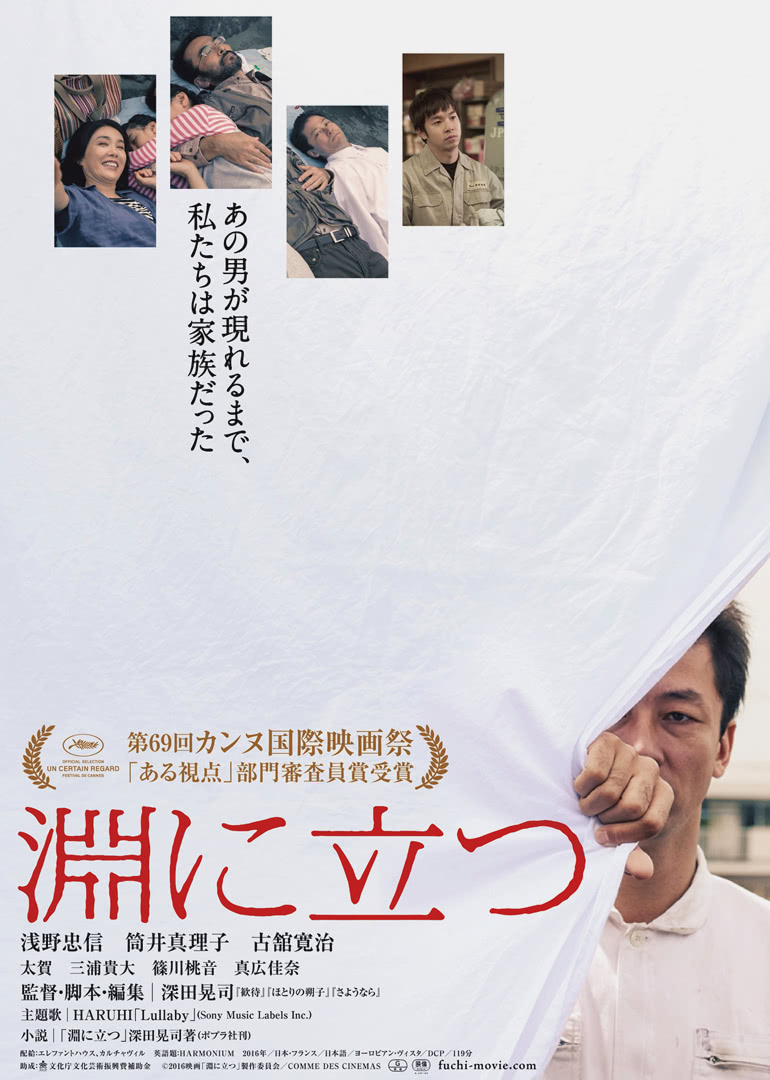 あの男が現れるまで、
私たちは家族だった
OFFICIAL SELECTION
UN CERTAIN REGARD
FESTIVAL DE CANNES
第69回カンヌ国際映画祭
「ある視点」部門審査員賞受賞
淵に立つ
浅野忠信 筒井真理子 古舘寛治
太賀 三浦貴大 篠川桃音 真広佳奈
監督・脚本・編集｜深田晃司『歓待』『ほとりの朔子』『さようなら』
主題歌｜HARUHI「Lullaby」(Sony Music Labels Inc.)
小説｜「淵に立つ」深田晃司著(ポプラ社刊)
配給:エレファントハウス、カルチャヴィル 英語題:HARMONIUM 2016年／日本・フランス／日本語／ヨーロピアン・ヴィスタ／DCP／119分
助成: 文化庁文化芸術振興費補助金 ©2016映画「淵に立つ」製作委員会／COMME DES CINEMAS G 映倫 fuchi-movie.com